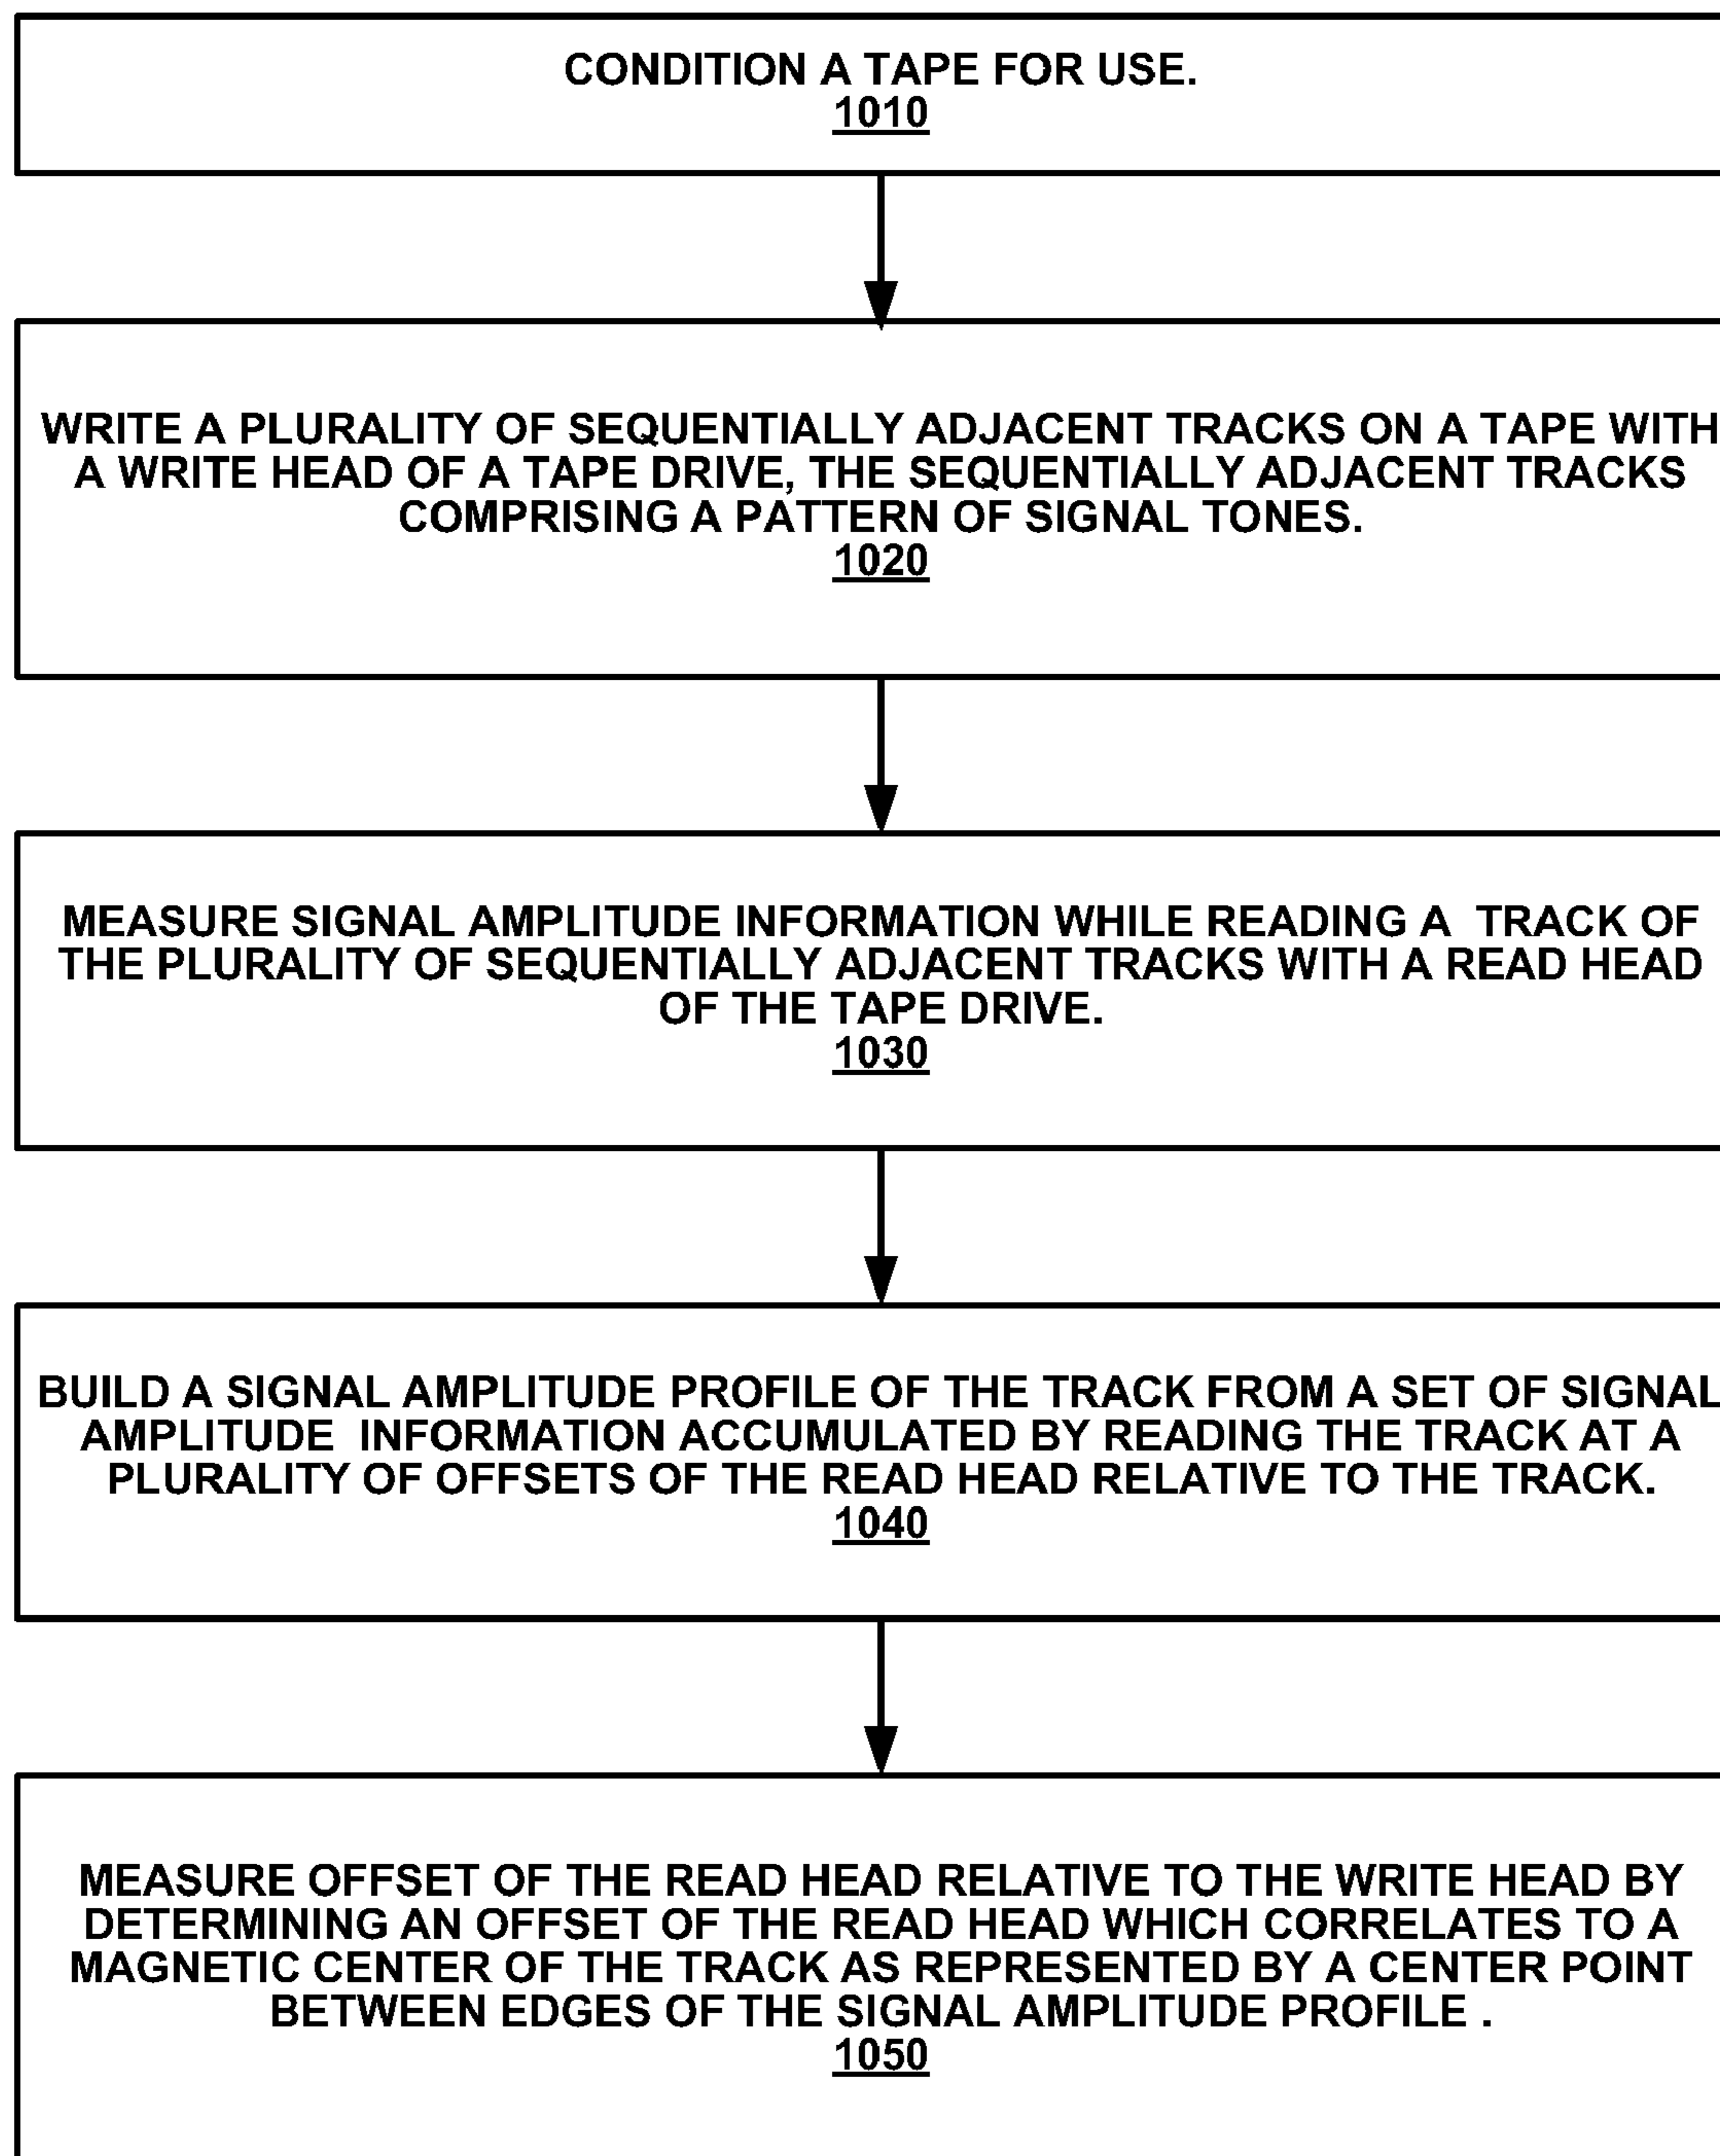 CONDITION A TAPE FOR USE.
1010
WRITE A PLURALITY OF SEQUENTIALLY ADJACENT TRACKS ON A TAPE WITH
A WRITE HEAD OF A TAPE DRIVE, THE SEQUENTIALLY ADJACENT TRACKS
COMPRISING A PATTERN OF SIGNAL TONES.
1020
MEASURE SIGNAL AMPLITUDE INFORMATION WHILE READING A TRACK OF
THE PLURALITY OF SEQUENTIALLY ADJACENT TRACKS WITH A READ HEAD
OF THE TAPE DRIVE.
1030
BUILD A SIGNAL AMPLITUDE PROFILE OF THE TRACK FROM A SET OF SIGNAL
AMPLITUDE INFORMATION ACCUMULATED BY READING THE TRACK AT A
PLURALITY OF OFFSETS OF THE READ HEAD RELATIVE TO THE TRACK.
1040
MEASURE OFFSET OF THE READ HEAD RELATIVE TO THE WRITE HEAD BY
DETERMINING AN OFFSET OF THE READ HEAD WHICH CORRELATES TO A
MAGNETIC CENTER OF THE TRACK AS REPRESENTED BY A CENTER POINT
BETWEEN EDGES OF THE SIGNAL AMPLITUDE PROFILE .
1050